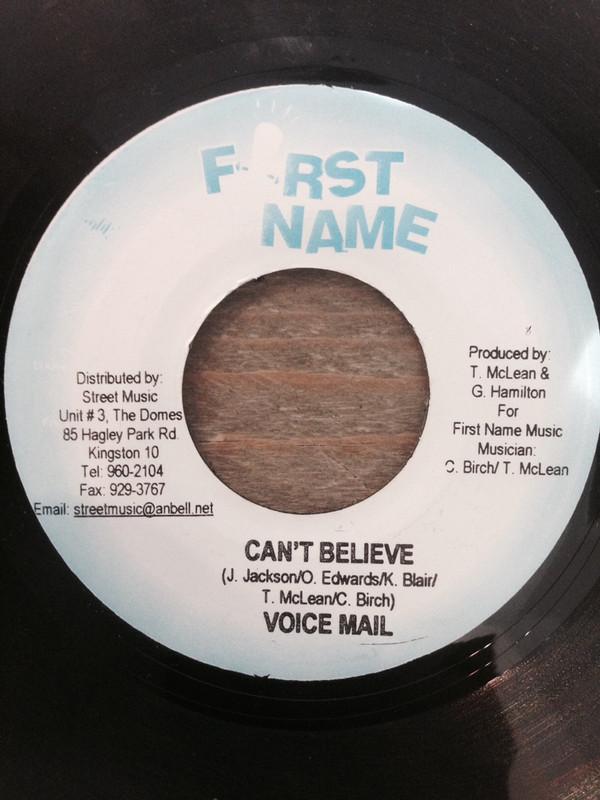 FIRST
NAME
Distributed by:
Street Music
Unit # 3, The Domes
85 Hagley Park Rd.
Kingston 10
Tel: 960-2104
Fax: 929-3767
Email: streetmusic@anbell.net
Produced by:
T. McLean &
G. Hamilton
For
First Name Music
Musician:
C. Birch/ T. McLean
CAN'T BELIEVE
(J. Jackson/O. Edwards/K. Blair/
T. McLean/C. Birch)
VOICE MAIL